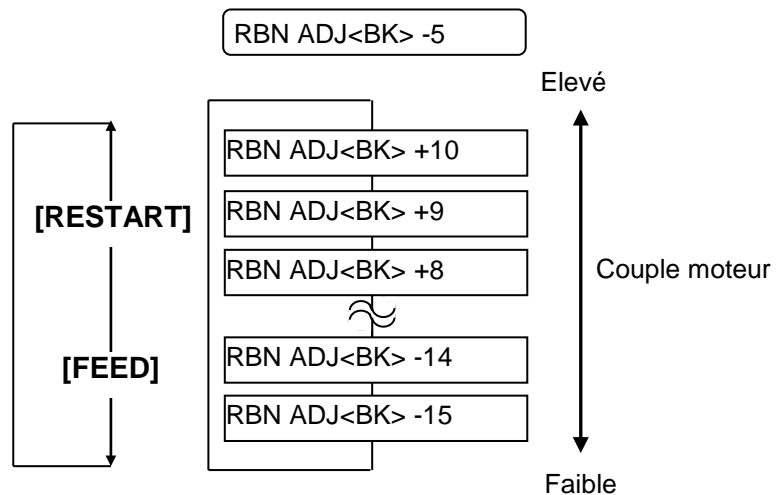 RBN ADJ<BK> -5
Elevé
RBN ADJ<BK> +10
[RESTART]
RBN ADJ<BK> +9
RBN ADJ<BK> +8
Couple moteur
RBN ADJ<BK> -14
[FEED]
RBN ADJ<BK> -15
Faible